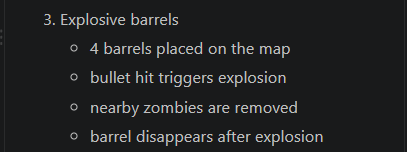 3. Explosive barrels
○ 4 barrels placed on the map
○ bullet hit triggers explosion
○ nearby zombies are removed
○ barrel disappears after explosion